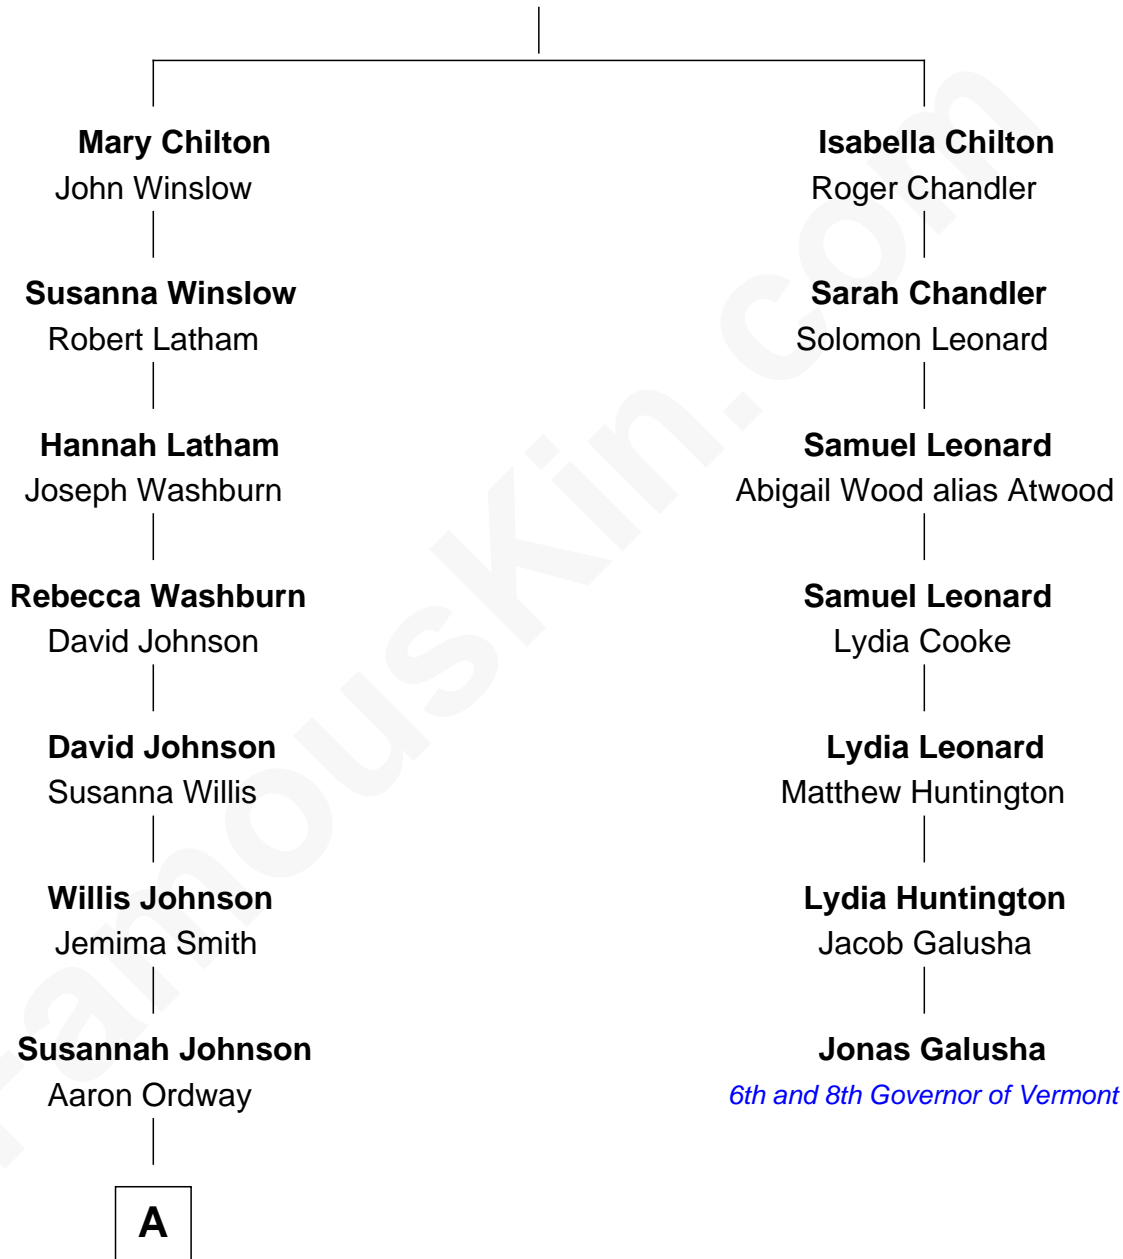 Mary Chilton
John Winslow
Isabella Chilton
Roger Chandler
Susanna Winslow
Robert Latham
Sarah Chandler
Solomon Leonard
Hannah Latham
Joseph Washburn
Samuel Leonard
Abigail Wood alias Atwood
Rebecca Washburn
David Johnson
Samuel Leonard
Lydia Cooke
David Johnson
Susanna Willis
Lydia Leonard
Matthew Huntington
Willis Johnson
Jemima Smith
Lydia Huntington
Jacob Galusha
Susannah Johnson
Aaron Ordway
Jonas Galusha
6th and 8th Governor of Vermont
A
FamousKin.com